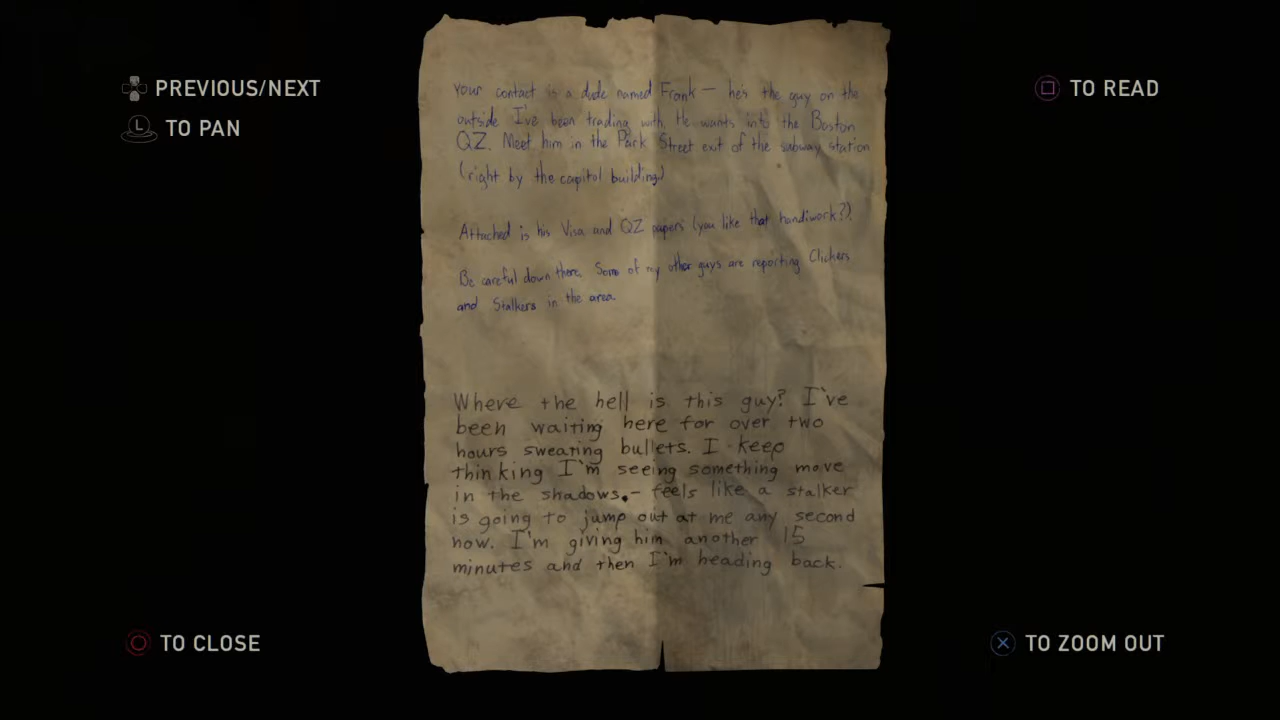 PREVIOUS/NEXT
L TO PAN
TO READ
Your contact is a dude named Frank — he's the guy on the
outside I've been trading with. He wants into the Boston
QZ. Meet him in the Park Street exit of the subway station
(right by the capitol building)
Attached is his Visa and QZ papers (you like that handiwork?).
Be careful down there. Some of my other guys are reporting Clickers
and Stalkers in the area.
Where the hell is this guy? I've
been waiting here for over two
hours swearing bullets. I keep
thinking I'm seeing something move
in the shadows.- feels like a stalker
is going to jump out at me any second
now. I'm giving him another 15
minutes and then I'm heading back.
TO CLOSE
TO ZOOM OUT